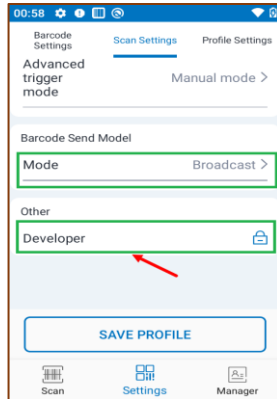 00:58
Barcode Settings
Scan Settings
Profile Settings
Advanced trigger mode
Manual mode >
Barcode Send Model
Mode
Broadcast >
Other
Developer
SAVE PROFILE
Scan
Settings
Manager